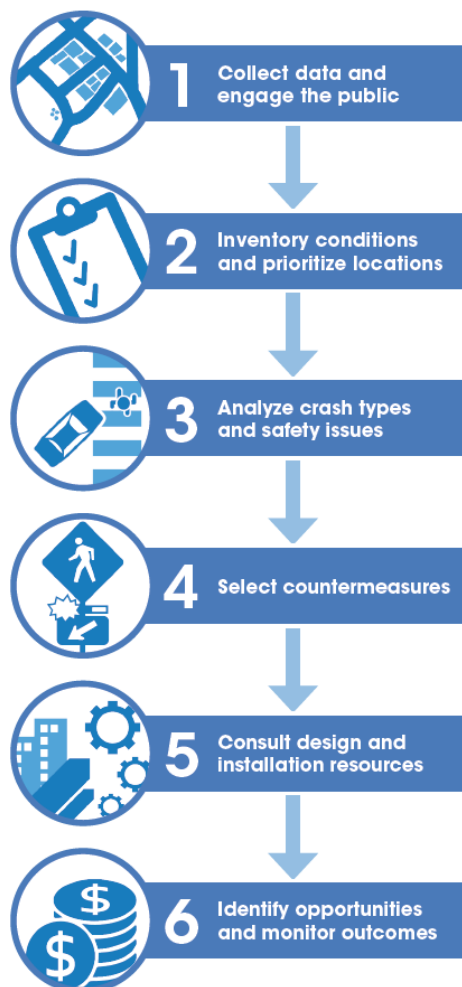 1
Collect data and
engage the public
2
Inventory conditions
and prioritize locations
3
Analyze crash types
and safety issues
4
Select countermeasures
5
Consult design and
installation resources
6
Identify opportunities
and monitor outcomes
$
$